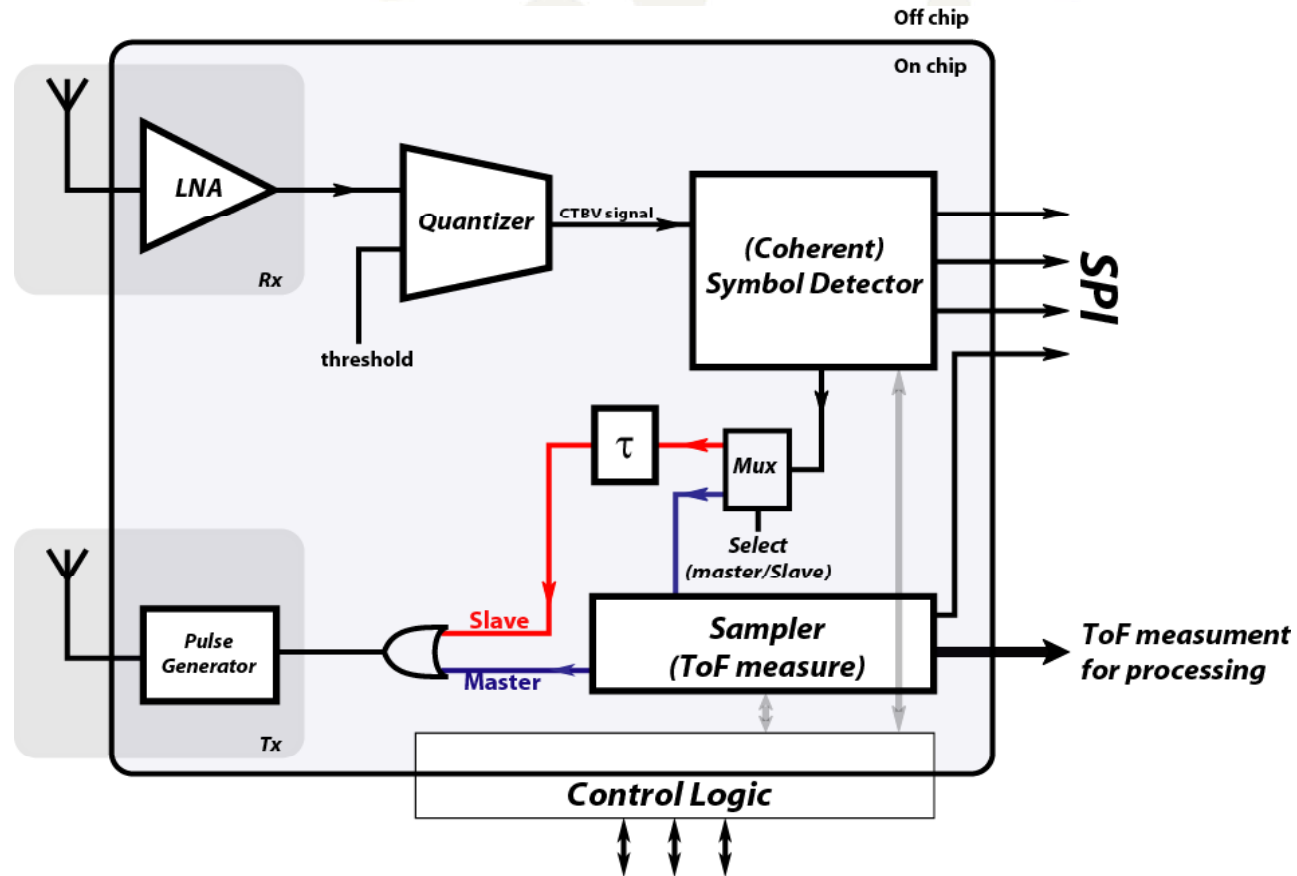 Off chip
On chip
LNA
Rx
Quantizer
threshold
CTBV signal
(Coherent)
Symbol Detector
SPI
τ
Mux
Select
(master/Slave)
Slave
Master
Sampler
(ToF measure)
ToF measument
for processing
Pulse
Generator
Tx
Control Logic